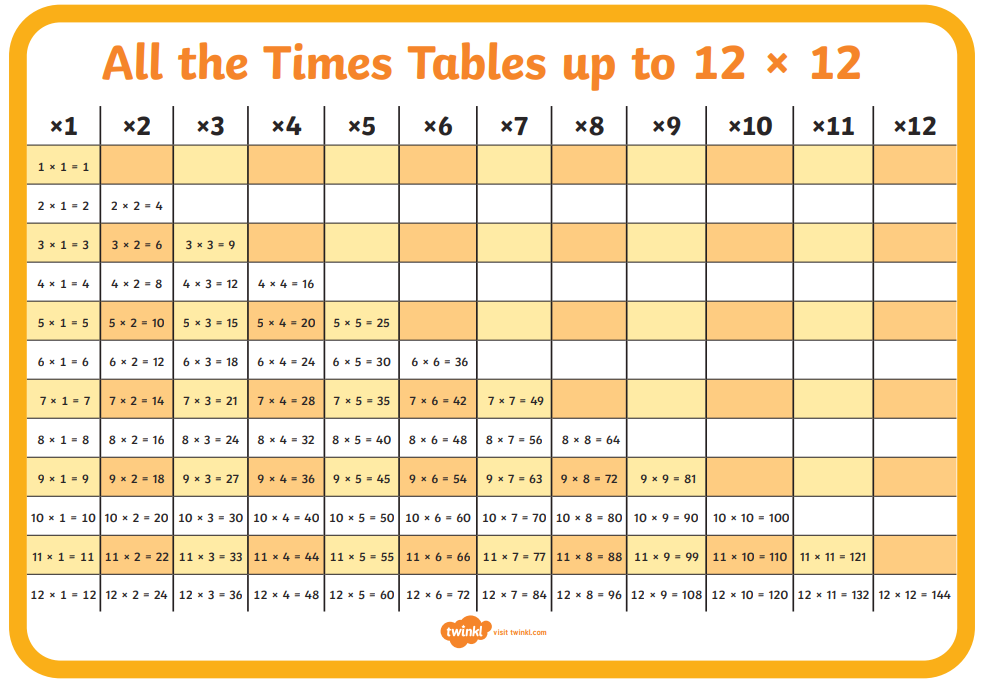 All the Times Tables up to 12 × 12
×1 ×2 ×3 ×4 ×5 ×6 ×7 ×8 ×9 ×10 ×11 ×12
1 × 1 = 1
2 × 1 = 2 2 × 2 = 4
3 × 1 = 3 3 × 2 = 6 3 × 3 = 9
4 × 1 = 4 4 × 2 = 8 4 × 3 = 12 4 × 4 = 16
5 × 1 = 5 5 × 2 = 10 5 × 3 = 15 5 × 4 = 20 5 × 5 = 25
6 × 1 = 6 6 × 2 = 12 6 × 3 = 18 6 × 4 = 24 6 × 5 = 30 6 × 6 = 36
7 × 1 = 7 7 × 2 = 14 7 × 3 = 21 7 × 4 = 28 7 × 5 = 35 7 × 6 = 42 7 × 7 = 49
8 × 1 = 8 8 × 2 = 16 8 × 3 = 24 8 × 4 = 32 8 × 5 = 40 8 × 6 = 48 8 × 7 = 56 8 × 8 = 64
9 × 1 = 9 9 × 2 = 18 9 × 3 = 27 9 × 4 = 36 9 × 5 = 45 9 × 6 = 54 9 × 7 = 63 9 × 8 = 72 9 × 9 = 81
10 × 1 = 10 10 × 2 = 20 10 × 3 = 30 10 × 4 = 40 10 × 5 = 50 10 × 6 = 60 10 × 7 = 70 10 × 8 = 80 10 × 9 = 90 10 × 10 = 100
11 × 1 = 11 11 × 2 = 22 11 × 3 = 33 11 × 4 = 44 11 × 5 = 55 11 × 6 = 66 11 × 7 = 77 11 × 8 = 88 11 × 9 = 99 11 × 10 = 110 11 × 11 = 121
12 × 1 = 12 12 × 2 = 24 12 × 3 = 36 12 × 4 = 48 12 × 5 = 60 12 × 6 = 72 12 × 7 = 84 12 × 8 = 96 12 × 9 = 108 12 × 10 = 120 12 × 11 = 132 12 × 12 = 144
twinkl visit twinkl.com